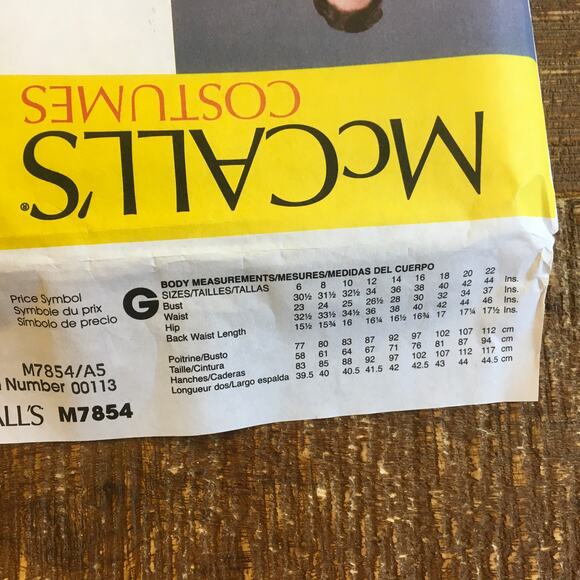 COSTUMES
McCALL'S®
Price Symbol
Symbole du prix
Símbolo de precio
G
BODY MEASUREMENTS/MESURES/MEDIDAS DEL CUERPO
SIZES/TAILLES/TALLAS 6 8 10 12 14 16 18 20 22
Bust 30½ 31½ 32½ 34 36 38 40 42 44 Ins.
Waist 23 24 25 26½ 28 30 32 34 37 Ins.
Hip 32½ 33½ 34½ 36 38 40 42 44 46 Ins.
Back Waist Length 15½ 15¾ 16 16¼ 16½ 16¾ 17 17¼ 17½ Ins.
Poitrine/Busto 77 80 83 87 92 97 102 107 112 cm
Taille/Cintura 58 61 64 67 71 76 81 87 94 cm
Hanches/Caderas 83 85 88 92 97 102 107 112 117 cm
Longueur dos/Largo espalda 39.5 40 40.5 41.5 42 42.5 43 44 44.5 cm
M7854/A5
Number 00113
ALL'S M7854